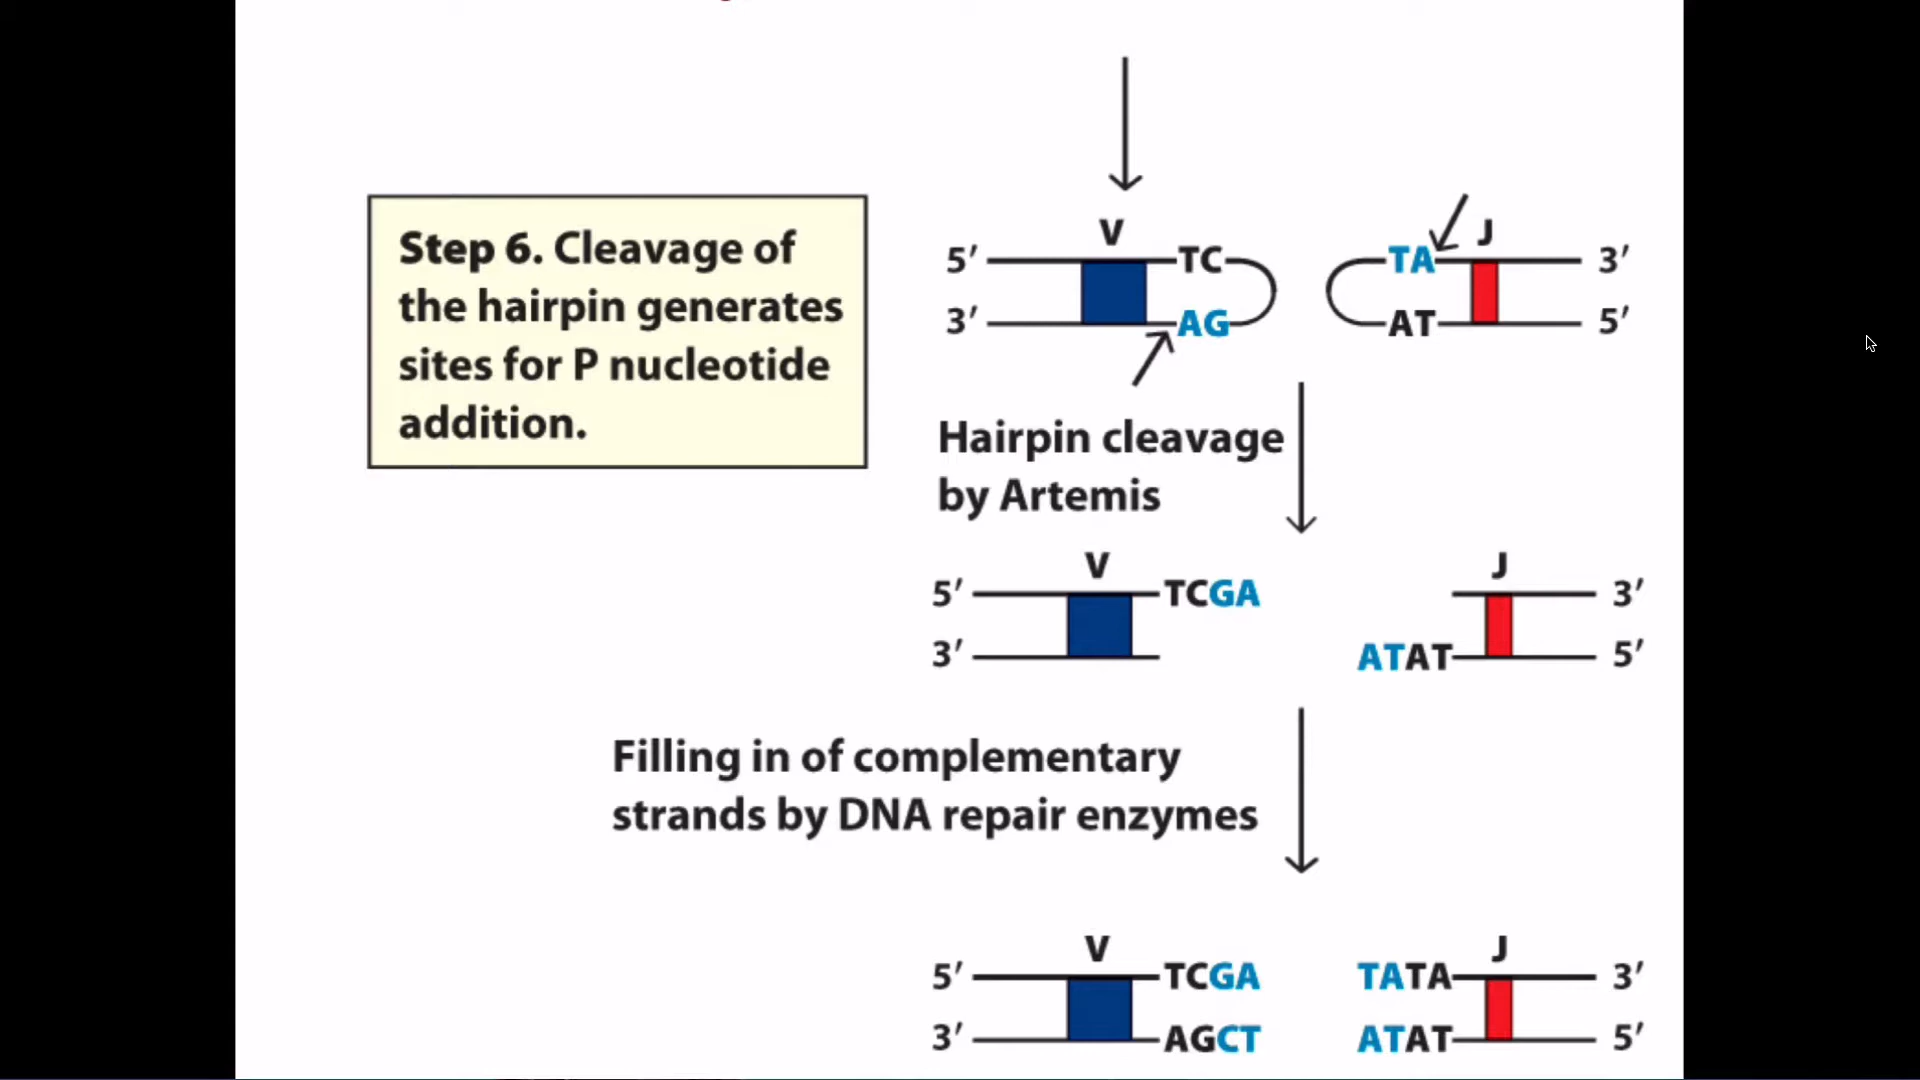 Step 6. Cleavage of
the hairpin generates
sites for P nucleotide
addition.
V
J
5′ TC TA 3′
3′ AG AT 5′
Hairpin cleavage
by Artemis
V
J
5′ TCGA 3′
3′ ATAT 5′
Filling in of complementary
strands by DNA repair enzymes
V
J
5′ TCGA TATA 3′
3′ AGCT ATAT 5′